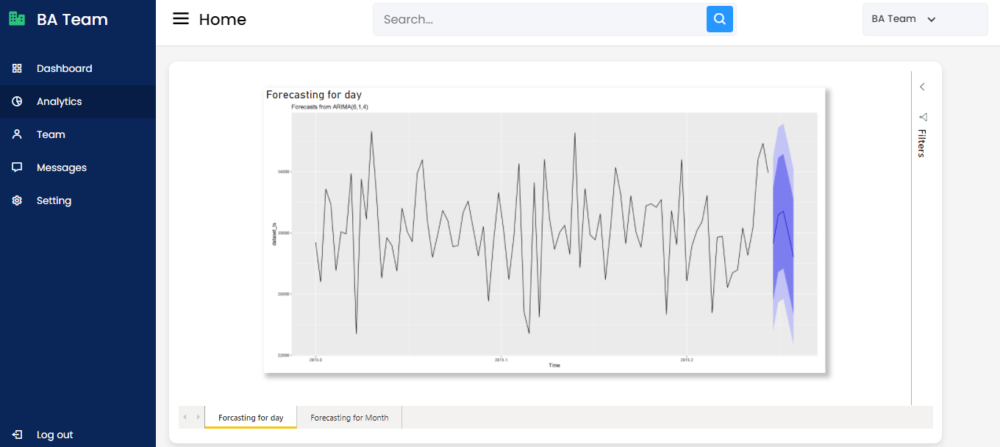 BA Team
Home
Search...
BA Team
Dashboard
Analytics
Team
Messages
Setting
Log out
Forecasting for day
Forecasts from ARIMA(6,1,4)
34000
30000
26000
22000
dataset_ts
2015.0
2015.1
2015.2
Time
Filters
Forcasting for day
Forecasting for Month